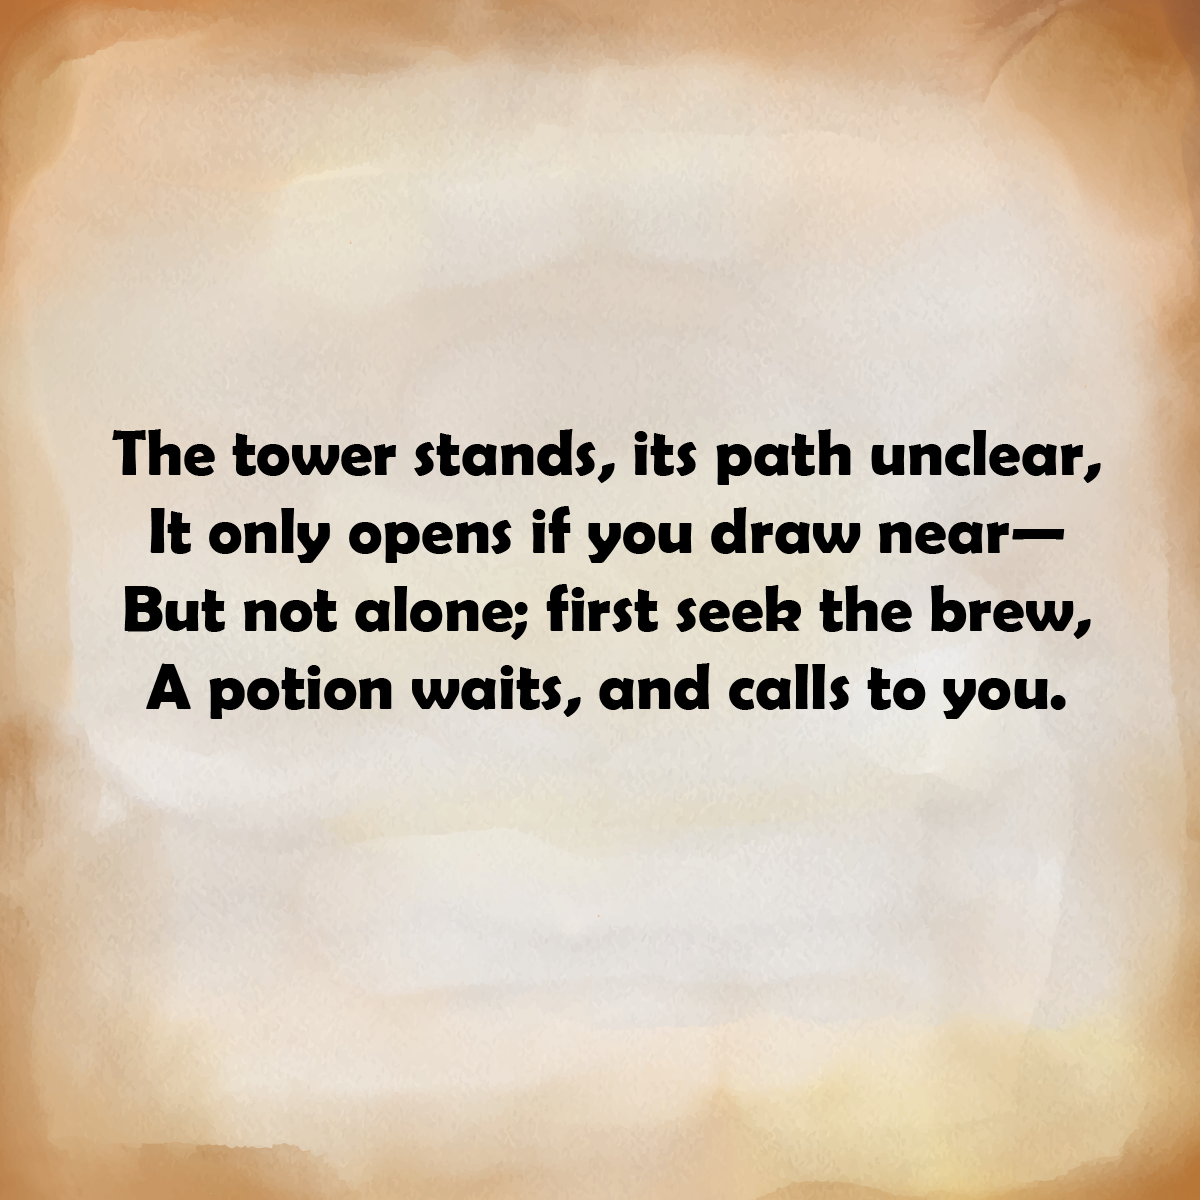 The tower stands, its path unclear,
It only opens if you draw near—
But not alone; first seek the brew,
A potion waits, and calls to you.